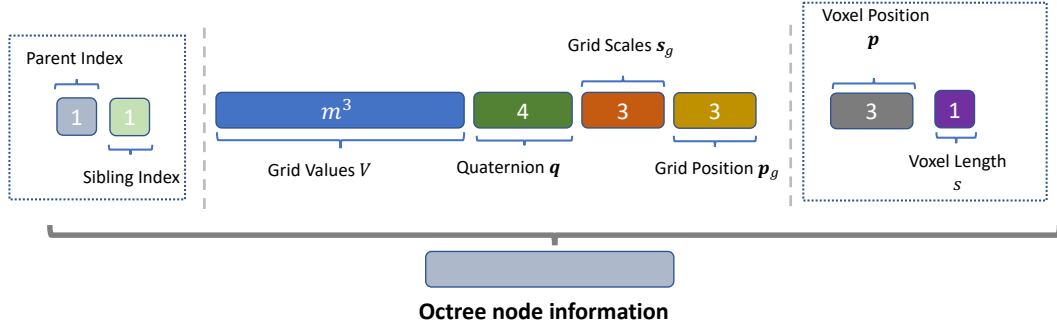 Parent Index
1 1
Sibling Index
m³
Grid Values V
4
Quaternion q
Grid Scales s_g
3
3
Grid Position p_g
Voxel Position
p
3
1
Voxel Length
s
Octree node information